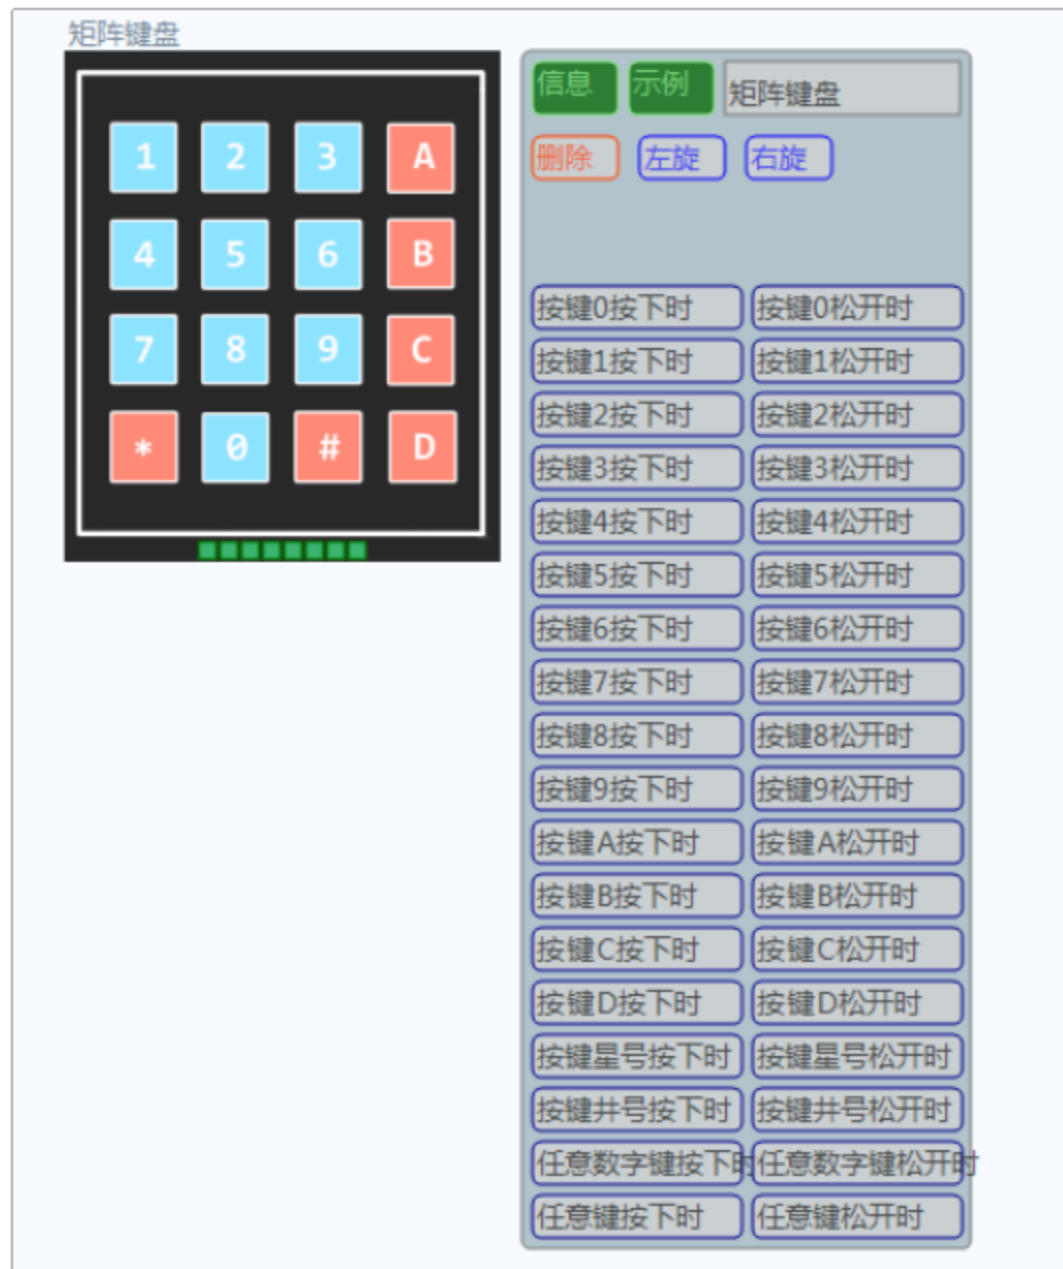 矩阵键盘
1 2 3 A
4 5 6 B
7 8 9 C
* 0 # D
信息 示例 矩阵键盘
删除 左旋 右旋
按键0按下时 按键0松开时
按键1按下时 按键1松开时
按键2按下时 按键2松开时
按键3按下时 按键3松开时
按键4按下时 按键4松开时
按键5按下时 按键5松开时
按键6按下时 按键6松开时
按键7按下时 按键7松开时
按键8按下时 按键8松开时
按键9按下时 按键9松开时
按键A按下时 按键A松开时
按键B按下时 按键B松开时
按键C按下时 按键C松开时
按键D按下时 按键D松开时
按键星号按下时 按键星号松开时
按键井号按下时 按键井号松开时
任意数字键按下时 任意数字键松开时
任意键按下时 任意键松开时